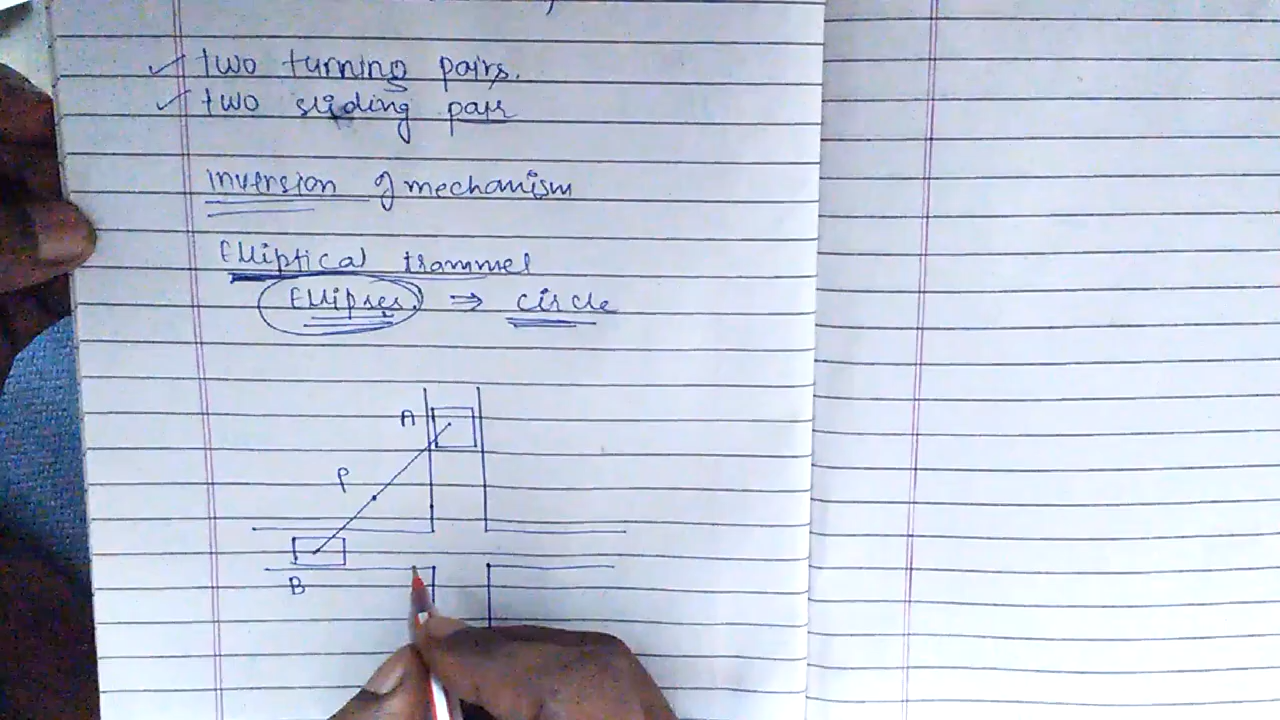 two turning pairs.
two sliding pair
inversion of mechanism
Elliptical trammel
Ellipses. ⇒ circle
A
P
B